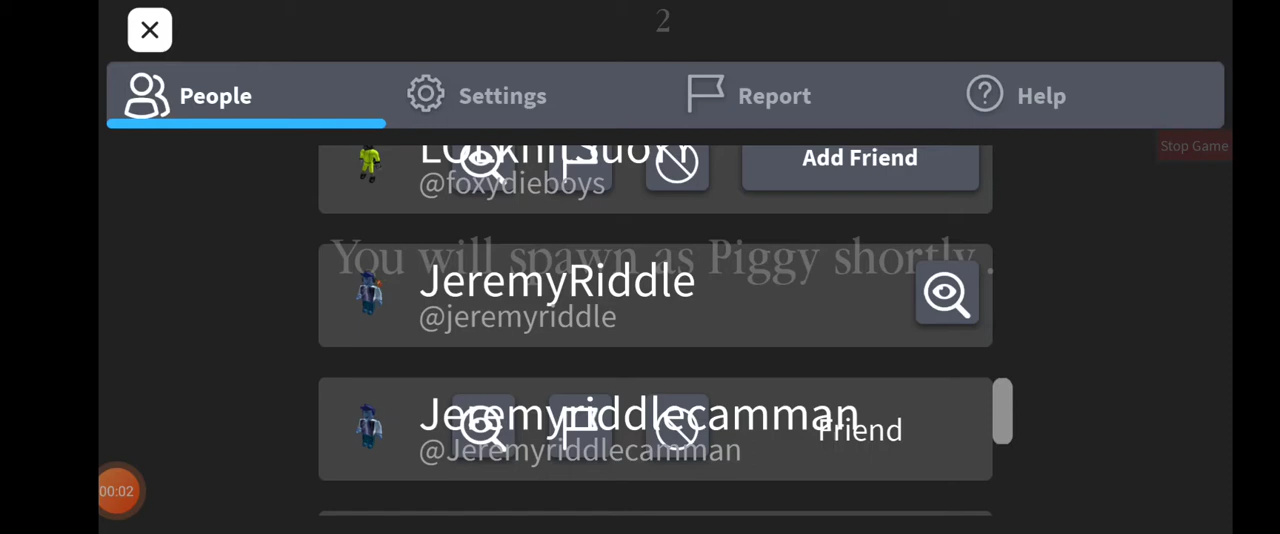 2
People
Settings
Report
Help
Stop Game
Add Friend
@foxydieboys
You will spawn as Piggy shortly .
JeremyRiddle
@jeremyriddle
Jeremyriddlecamman
@Jeremyriddlecamman
Friend
00:02